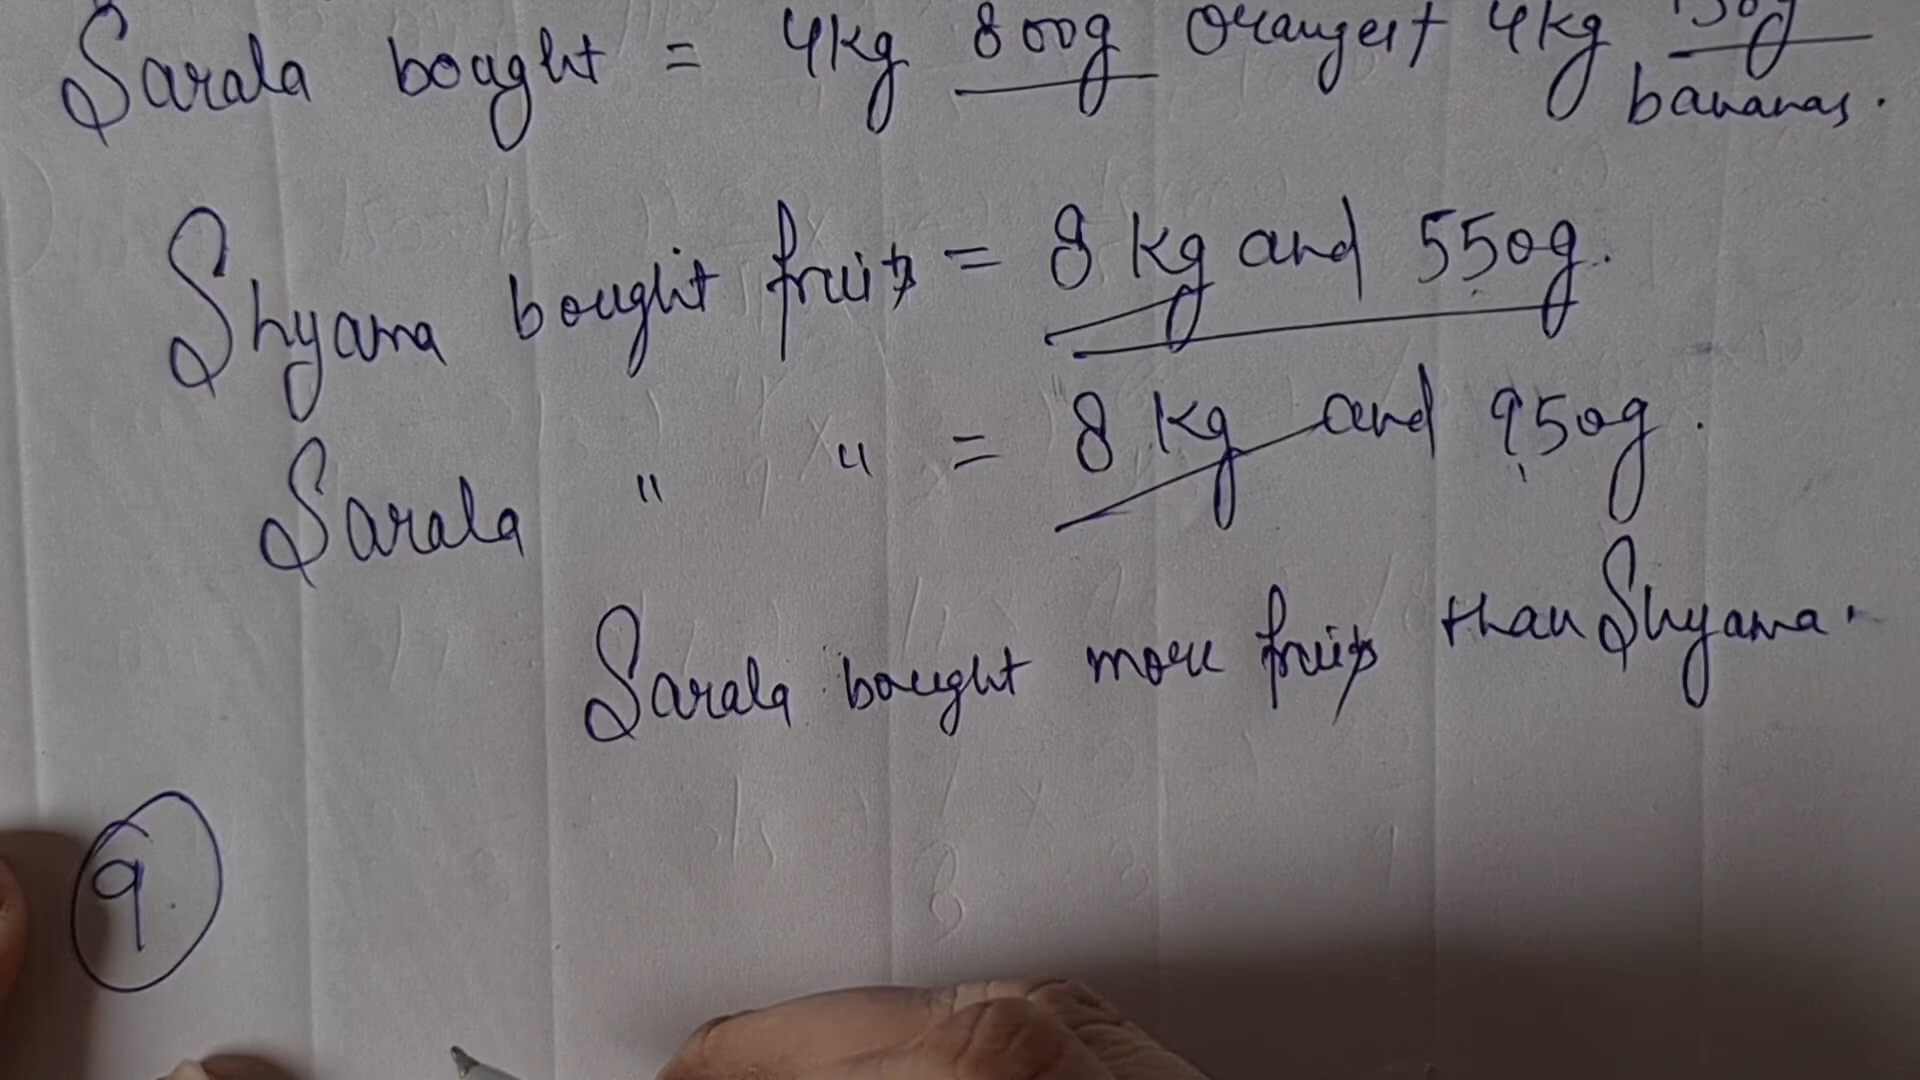 Sarala bought = 4kg 800g oranges + 4kg 150g
bananas.
Shyama bought fruits = 8 kg and 550g.
Sarala " " = 8 kg and 950g.
Sarala bought more fruits than Shyama.
9.